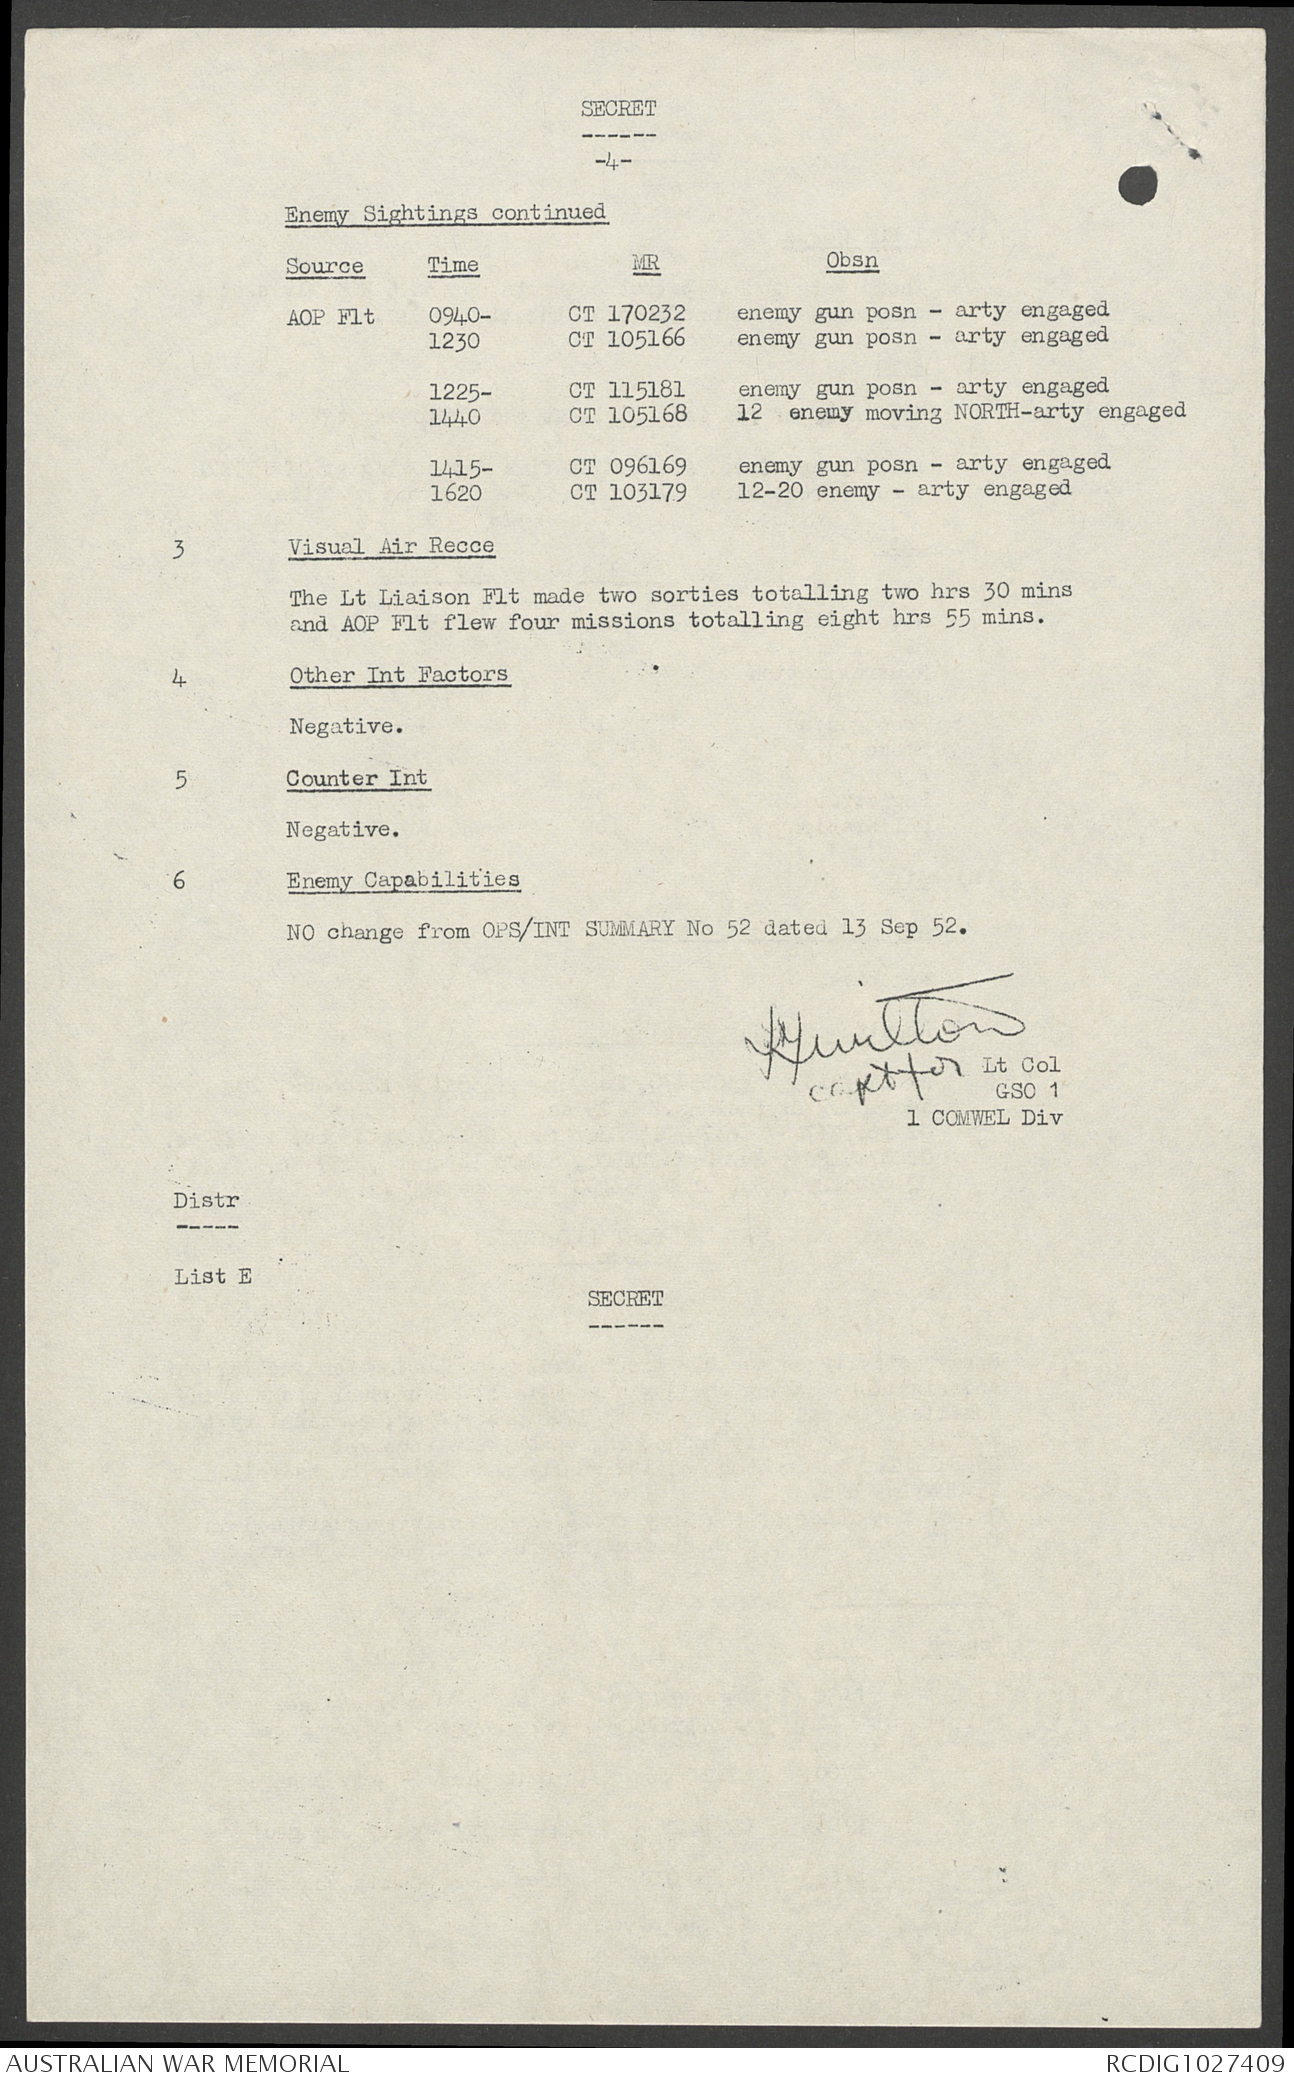 SECRET
------
-4-
Enemy Sightings continued
Source Time MR Obsn
AOP Flt 0940- CT 170232 enemy gun posn - arty engaged
1230 CT 105166 enemy gun posn - arty engaged
1225- CT 115181 enemy gun posn - arty engaged
1440 CT 105168 12 enemy moving NORTH-arty engaged
1415- CT 096169 enemy gun posn - arty engaged
1620 CT 103179 12-20 enemy - arty engaged
3 Visual Air Recce
The Lt Liaison Flt made two sorties totalling two hrs 30 mins
and AOP Flt flew four missions totalling eight hrs 55 mins.
4 Other Int Factors
Negative.
5 Counter Int
Negative.
6 Enemy Capabilities
NO change from OPS/INT SUMMARY No 52 dated 13 Sep 52.
capt for Lt Col
GSO 1
1 COMWEL Div
Distr
-----
List E
SECRET
------
AUSTRALIAN WAR MEMORIAL RCDIG1027409